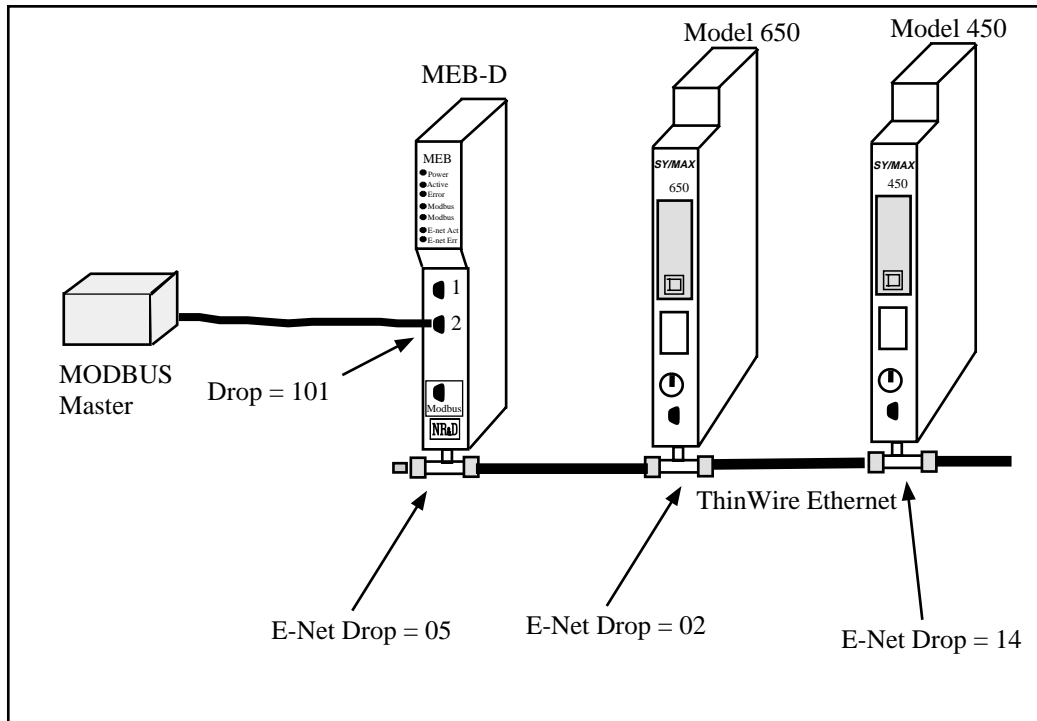 Model 650
Model 450
MEB-D
MEB
Power
Active
Error
Modbus
Modbus
E-net Act
E-net Err
1
2
Modbus
NR&D
SY/MAX
650
SY/MAX
450
MODBUS
Master
Drop = 101
ThinWire Ethernet
E-Net Drop = 05
E-Net Drop = 02
E-Net Drop = 14